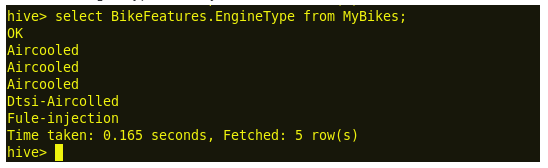 hive> select BikeFeatures.EngineType from MyBikes;
OK
Aircooled
Aircooled
Aircooled
Dtsi-Aircolled
Fule-injection
Time taken: 0.165 seconds, Fetched: 5 row(s)
hive>